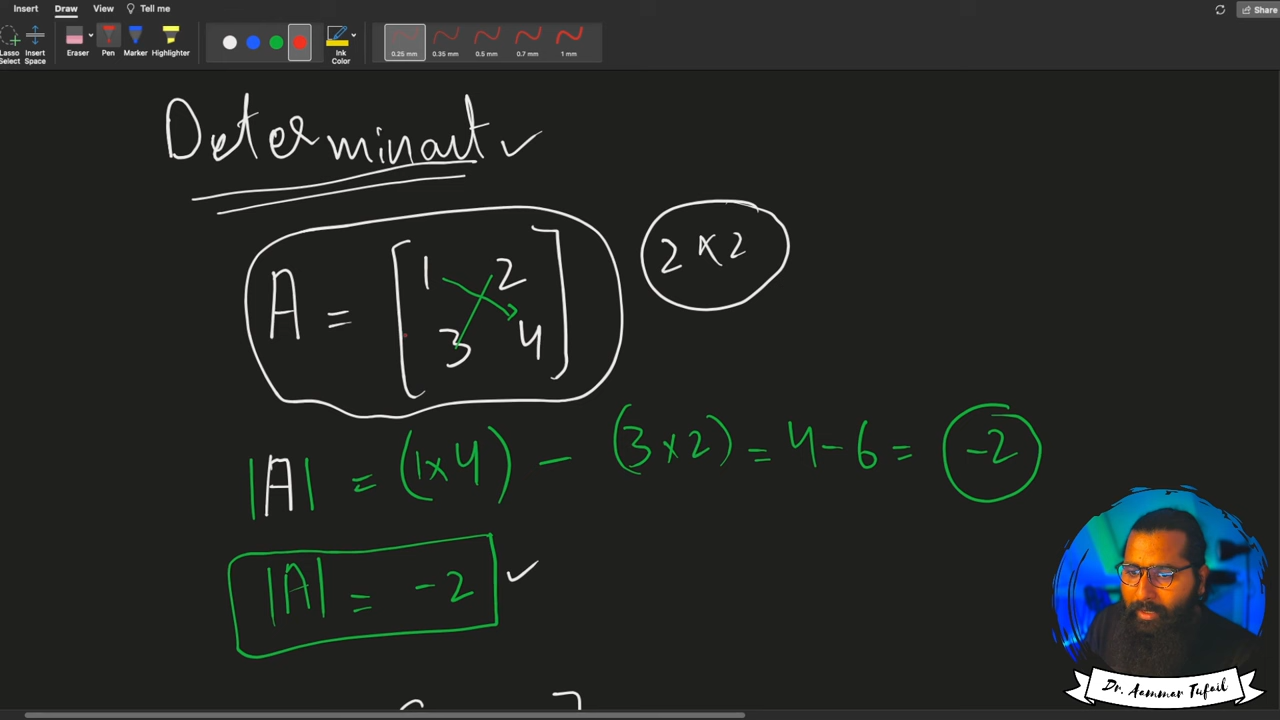 Insert Draw View Tell me
Share
Lasso Select Insert Space Eraser Pen Marker Highlighter Ink Color 0.25 mm 0.35 mm 0.5 mm 0.7 mm 1 mm
Determinant
A = [1 2
3 4]
2 × 2
|A| = (1×4) - (3×2) = 4 - 6 = -2
|A| = -2
Dr. Aammar Tufail